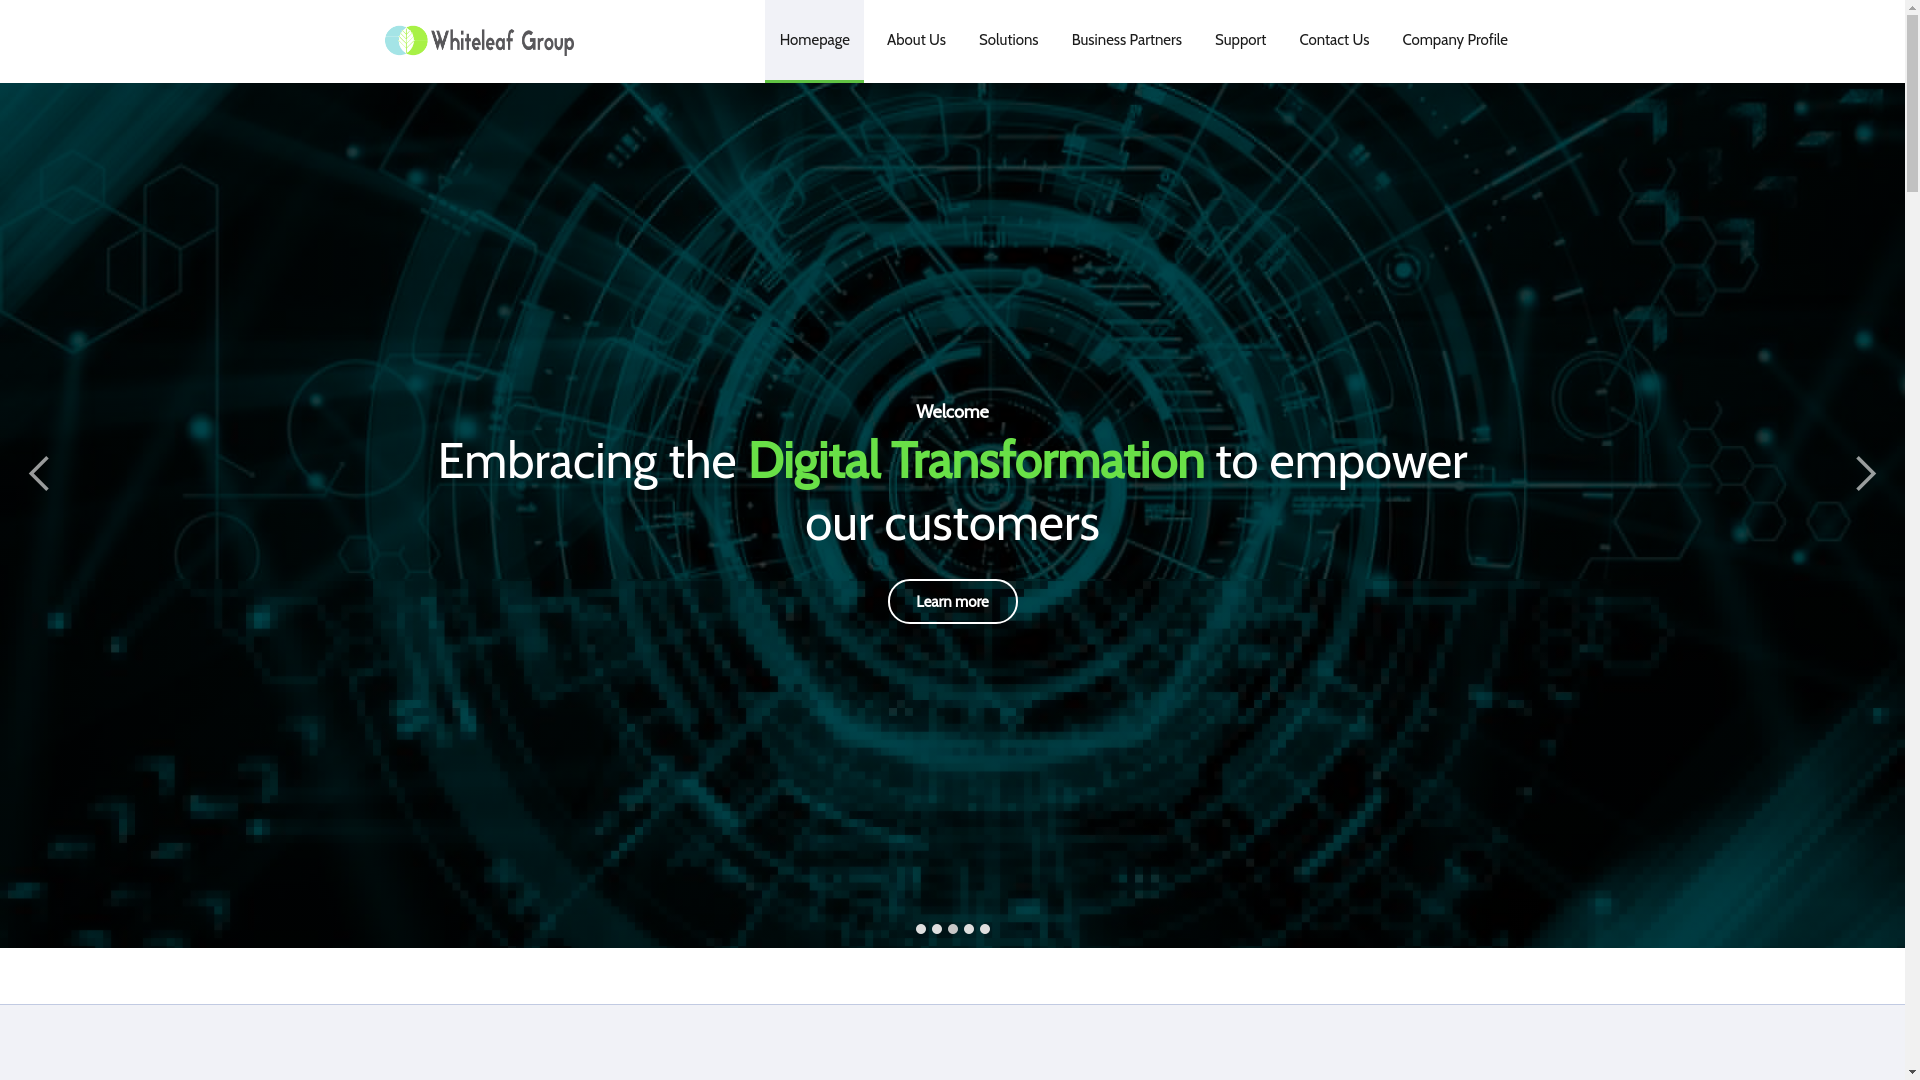 Whiteleaf Group
Homepage
About Us
Solutions
Business Partners
Support
Contact Us
Company Profile
Welcome
Embracing the Digital Transformation to empower
our customers
Learn more